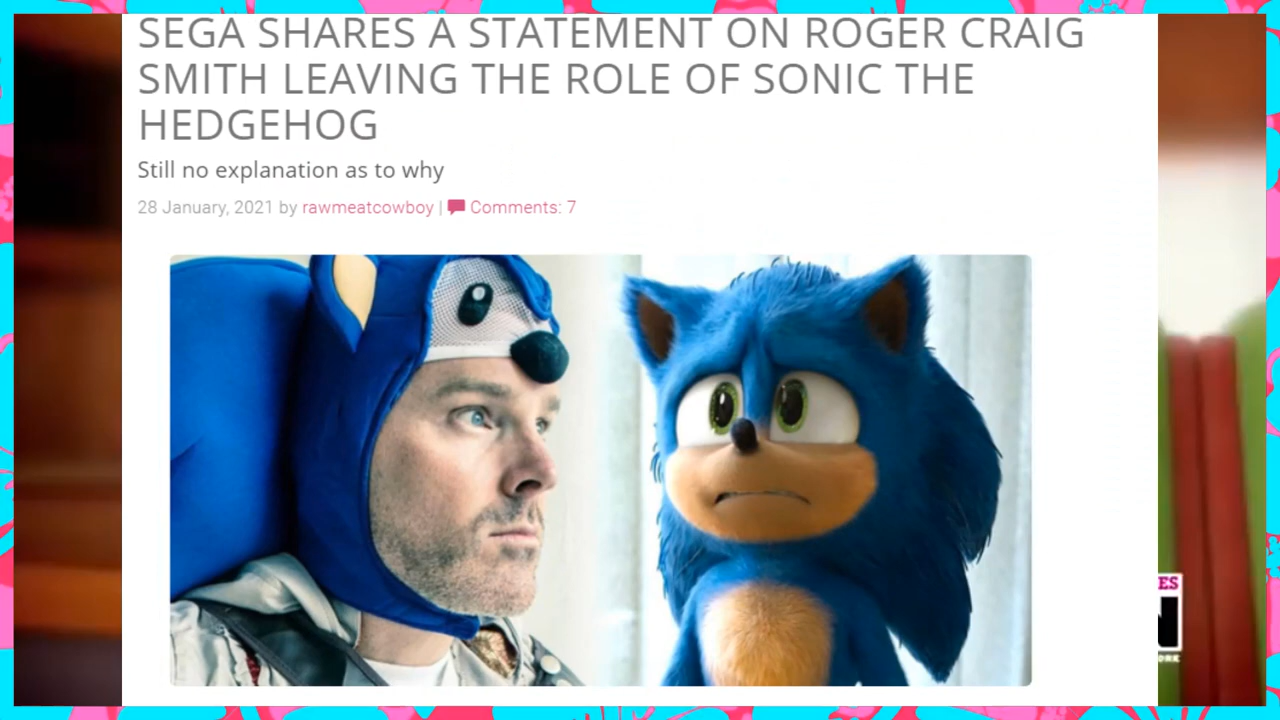 SEGA SHARES A STATEMENT ON ROGER CRAIG
SMITH LEAVING THE ROLE OF SONIC THE
HEDGEHOG
Still no explanation as to why
28 January, 2021 by rawmeatcowboy | Comments: 7
ES
N